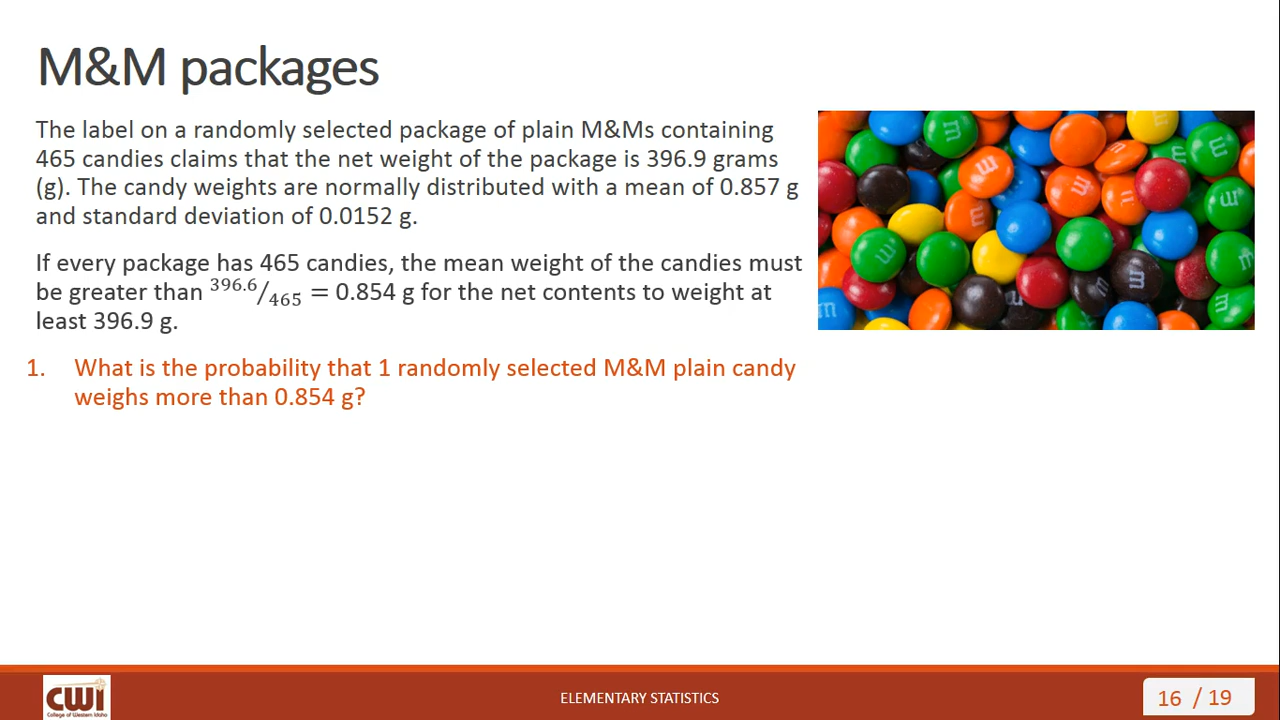 M&M packages
The label on a randomly selected package of plain M&Ms containing
465 candies claims that the net weight of the package is 396.9 grams
(g). The candy weights are normally distributed with a mean of 0.857 g
and standard deviation of 0.0152 g.
If every package has 465 candies, the mean weight of the candies must
be greater than 396.6/465 = 0.854 g for the net contents to weight at
least 396.9 g.
1. What is the probability that 1 randomly selected M&M plain candy
weighs more than 0.854 g?
CWI
College of Western Idaho
ELEMENTARY STATISTICS
16 / 19